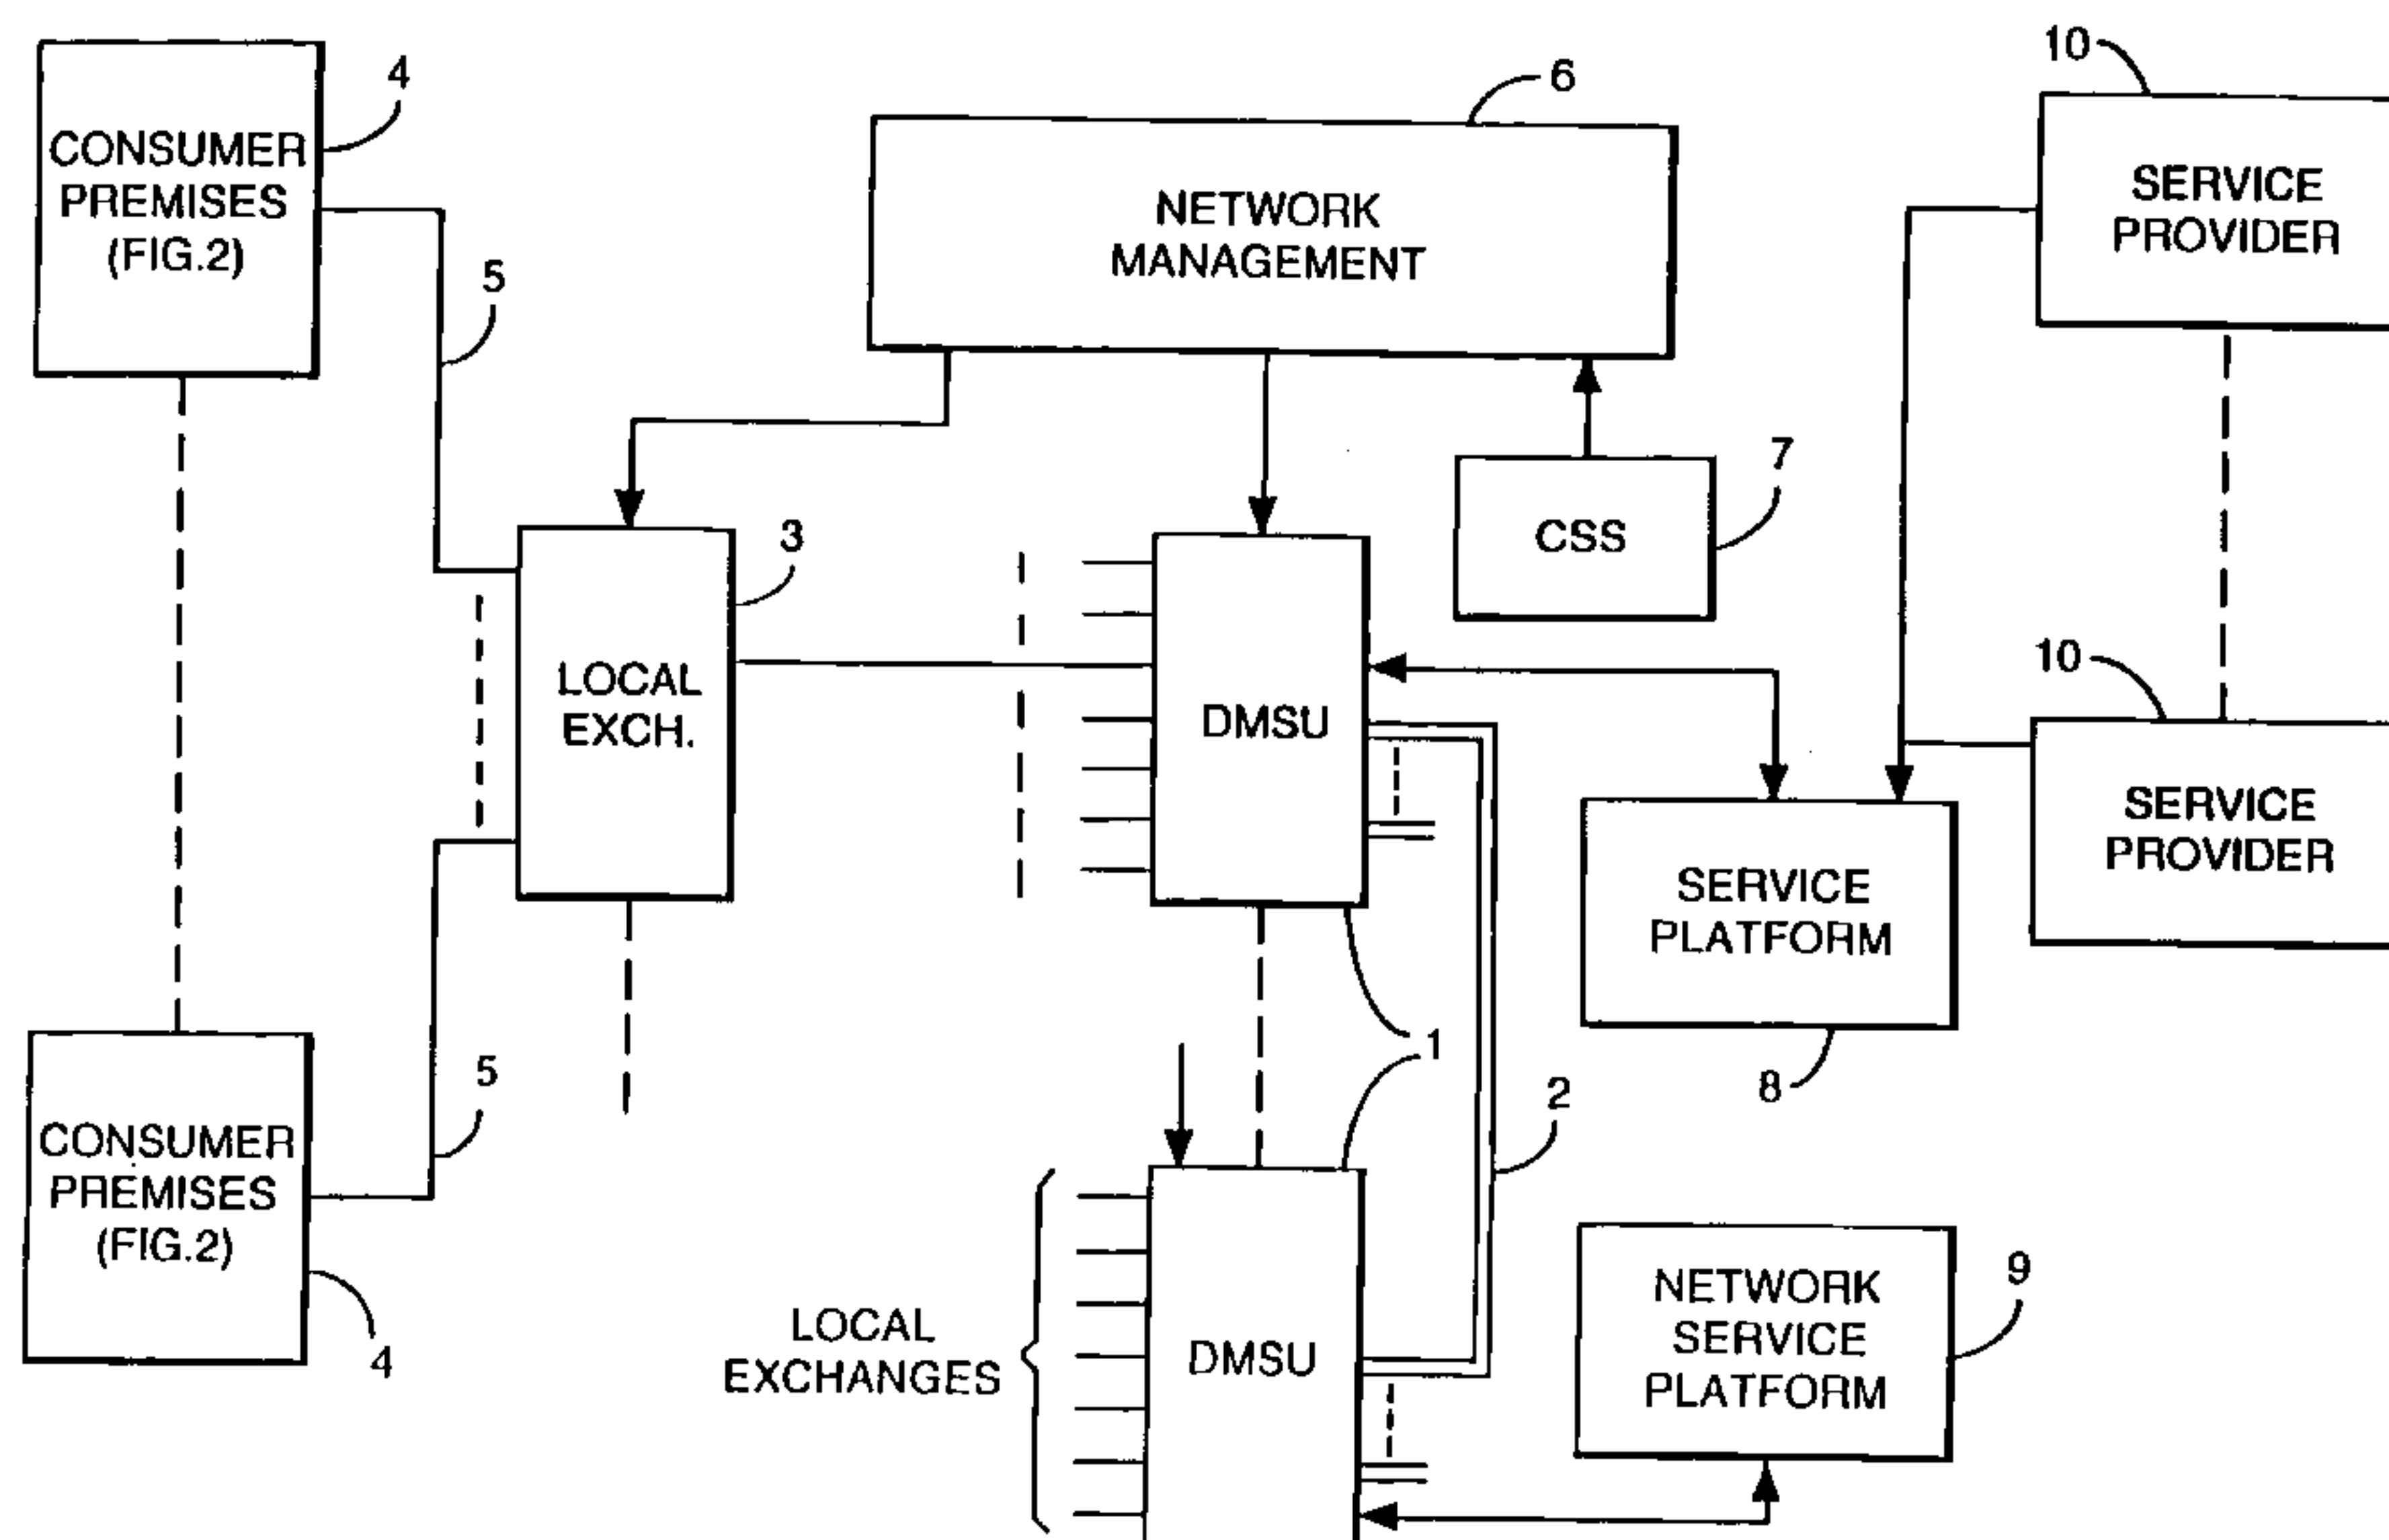 4
CONSUMER
PREMISES
(FIG.2)
5
6
NETWORK
MANAGEMENT
10
SERVICE
PROVIDER
3
LOCAL
EXCH.
DMSU
7
CSS
10
SERVICE
PROVIDER
SERVICE
PLATFORM
8
1
2
5
CONSUMER
PREMISES
(FIG.2)
4
LOCAL
EXCHANGES
DMSU
NETWORK
SERVICE
PLATFORM
9